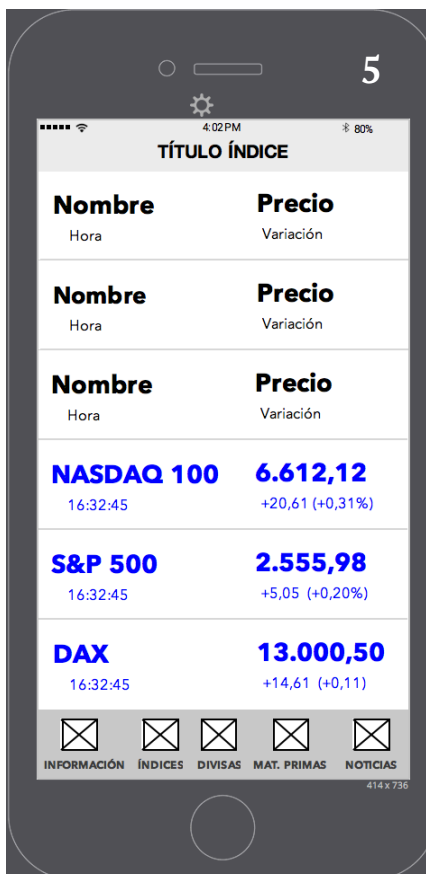 5
4:02 PM 80%
TÍTULO ÍNDICE
Nombre Precio
Hora Variación
Nombre Precio
Hora Variación
Nombre Precio
Hora Variación
NASDAQ 100 6.612,12
16:32:45 +20,61 (+0,31%)
S&P 500 2.555,98
16:32:45 +5,05 (+0,20%)
DAX 13.000,50
16:32:45 +14,61 (+0,11)
INFORMACIÓN ÍNDICES DIVISAS MAT. PRIMAS NOTICIAS
414 x 736